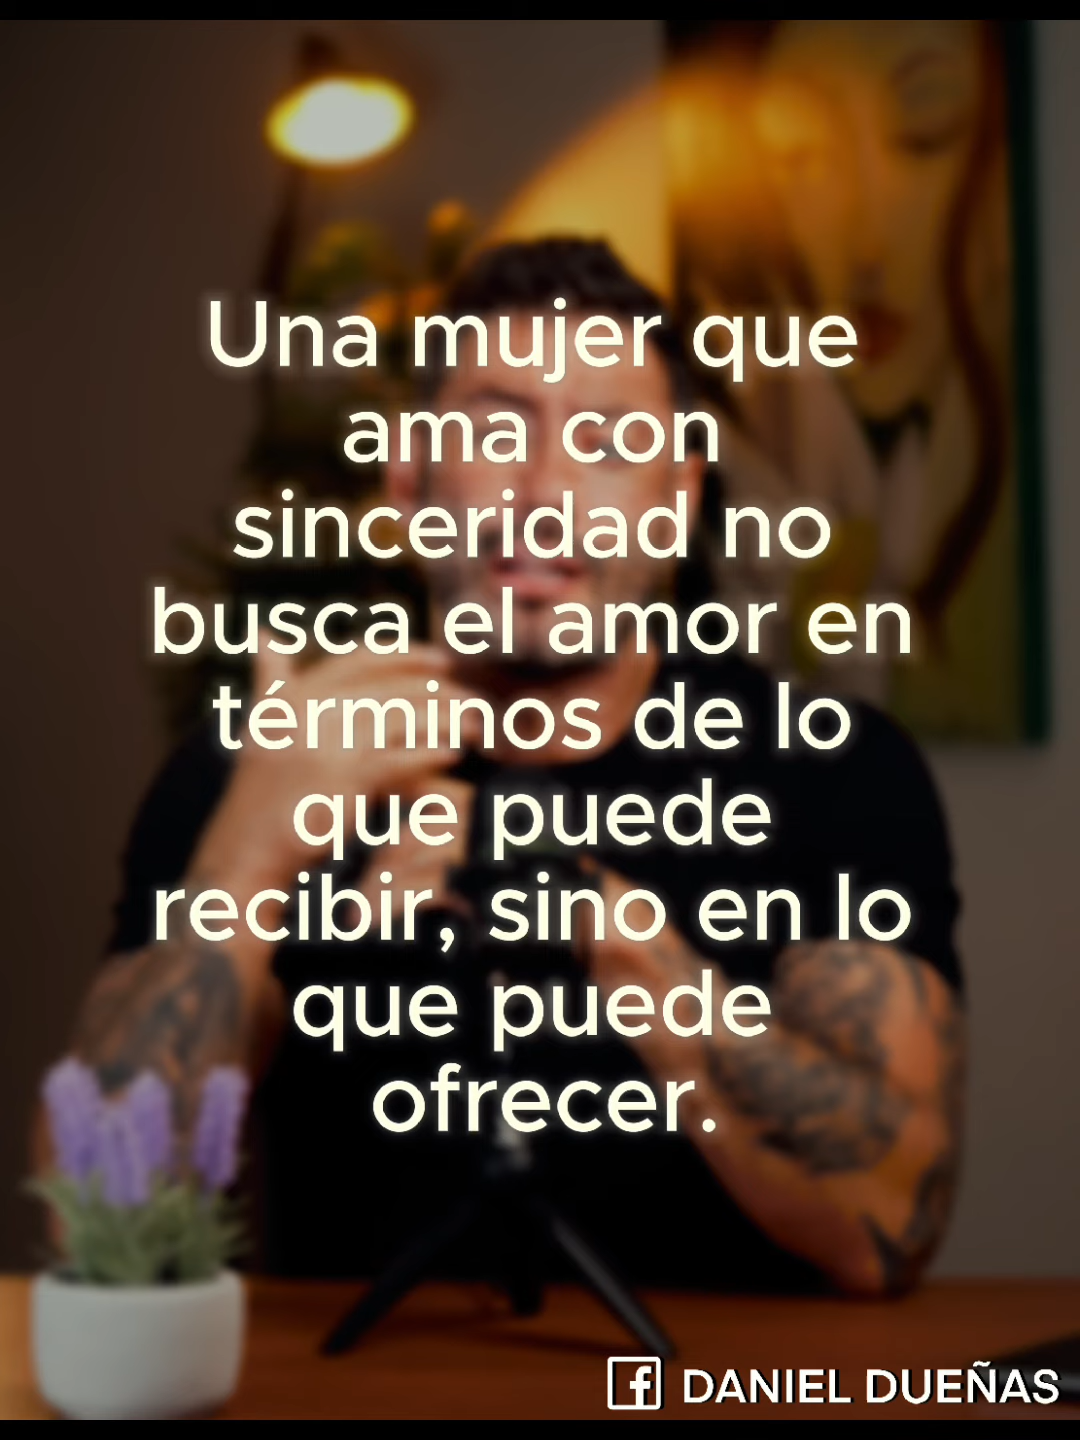 Una mujer que
ama con
sinceridad no
busca el amor en
términos de lo
que puede
recibir, sino en lo
que puede
ofrecer.
f DANIEL DUEÑAS